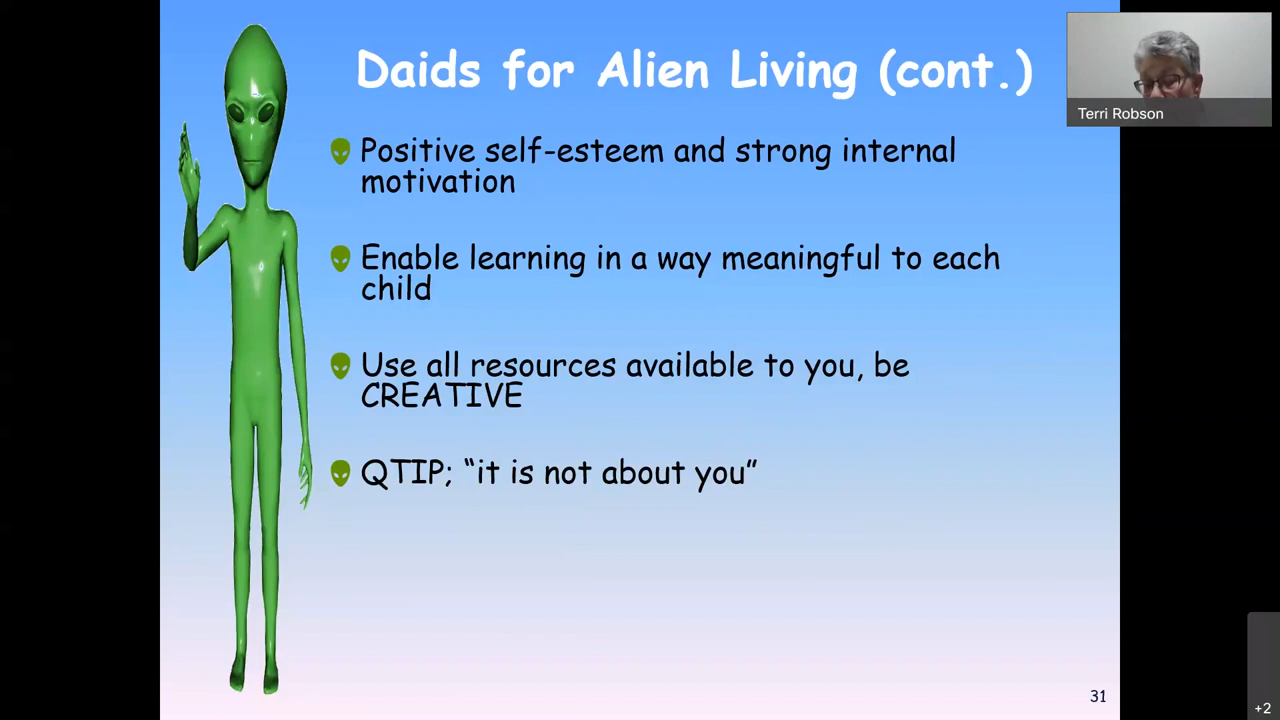 Daids for Alien Living (cont.)
Terri Robson
Positive self-esteem and strong internal
motivation
Enable learning in a way meaningful to each
child
Use all resources available to you, be
CREATIVE
QTIP; “it is not about you”
31
+2